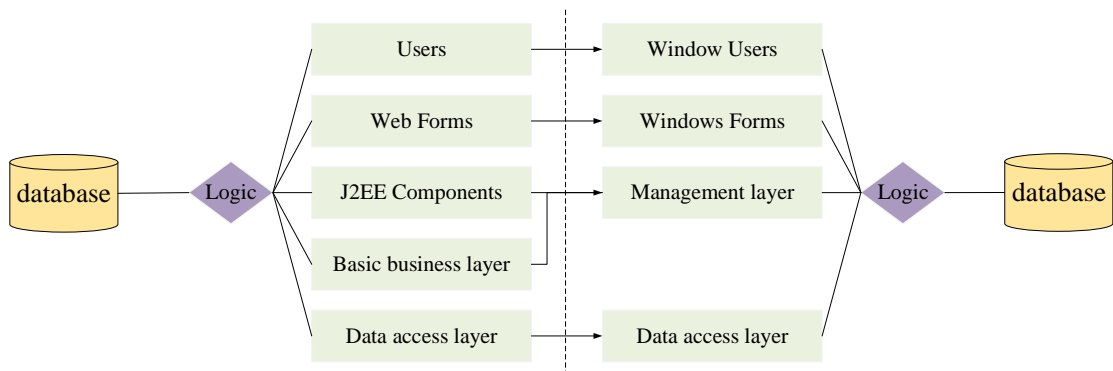 Users
Window Users
Web Forms
Windows Forms
database
Logic
J2EE Components
Management layer
Logic
database
Basic business layer
Data access layer
Data access layer